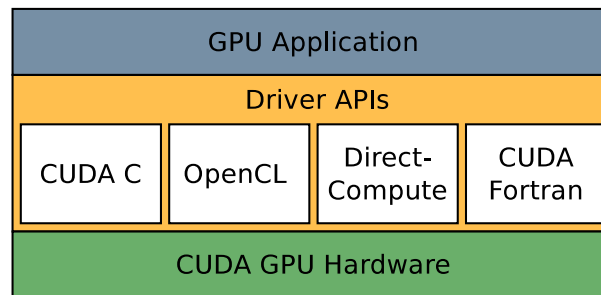 GPU Application
Driver APIs
CUDA C
OpenCL
Direct-
Compute
CUDA
Fortran
CUDA GPU Hardware